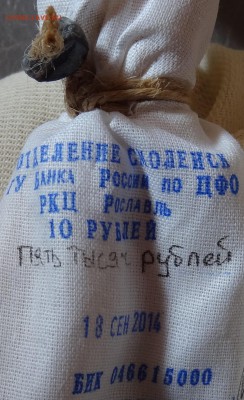 ОТДЕЛЕНИЕ СМОЛЕНСК
ГУ БАНКА РОССИИ ПО ЦФО
РКЦ РОСЛАВЛЬ
10 РУБЛЕЙ
Пять тысяч рублей
18 СЕН 2014
БИК 046615000